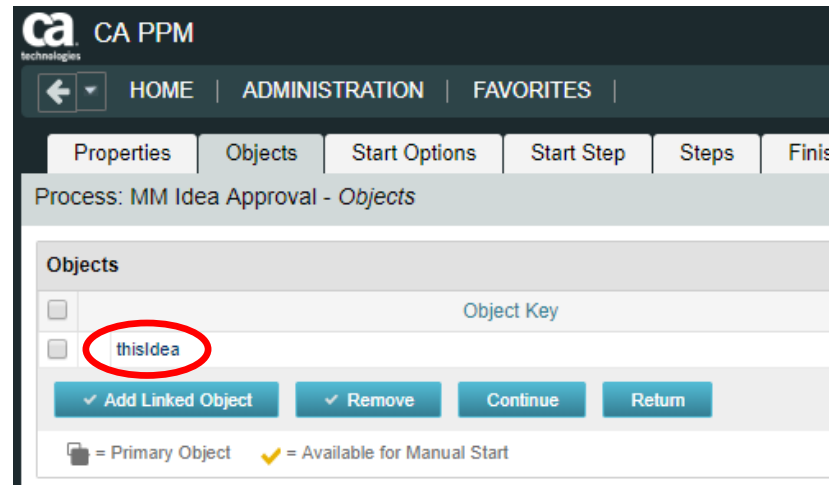 ca technologies CA PPM
HOME | ADMINISTRATION | FAVORITES |
Properties Objects Start Options Start Step Steps Finis
Process: MM Idea Approval - Objects
Objects
Object Key
thisIdea
Add Linked Object Remove Continue Return
= Primary Object = Available for Manual Start